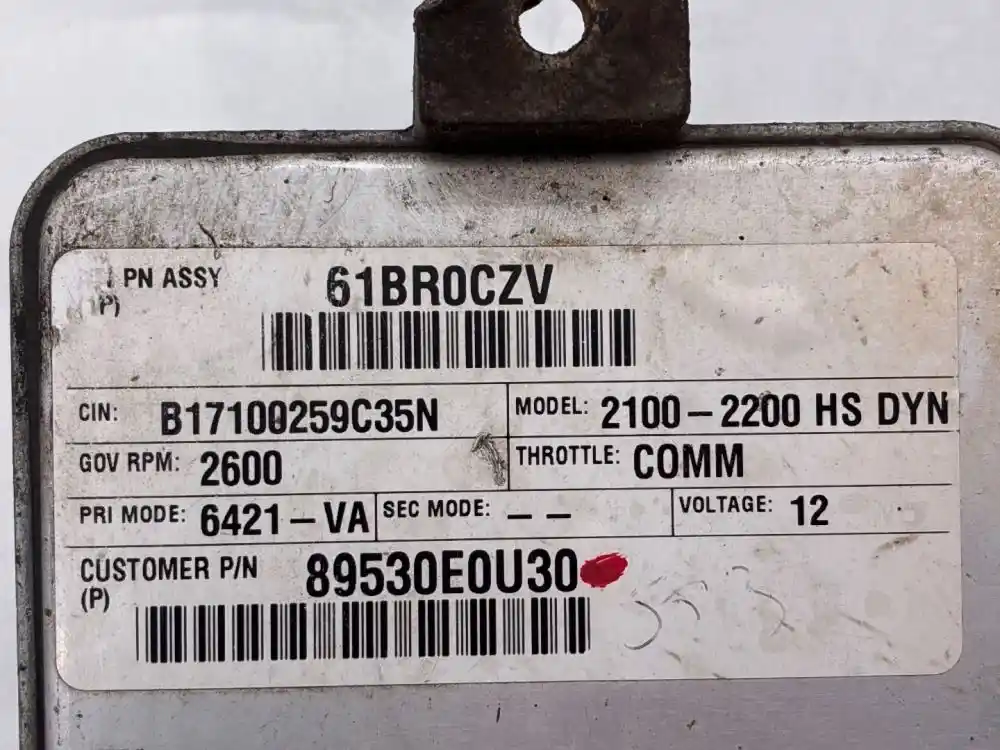 PN ASSY 61BR0CZV
P)
CIN: B17100259C35N MODEL: 2100-2200 HS DYN
GOV RPM: 2600 THROTTLE: COMM
PRI MODE: 6421-VA SEC MODE: -- VOLTAGE: 12
CUSTOMER P/N 89530E0U30
(P)